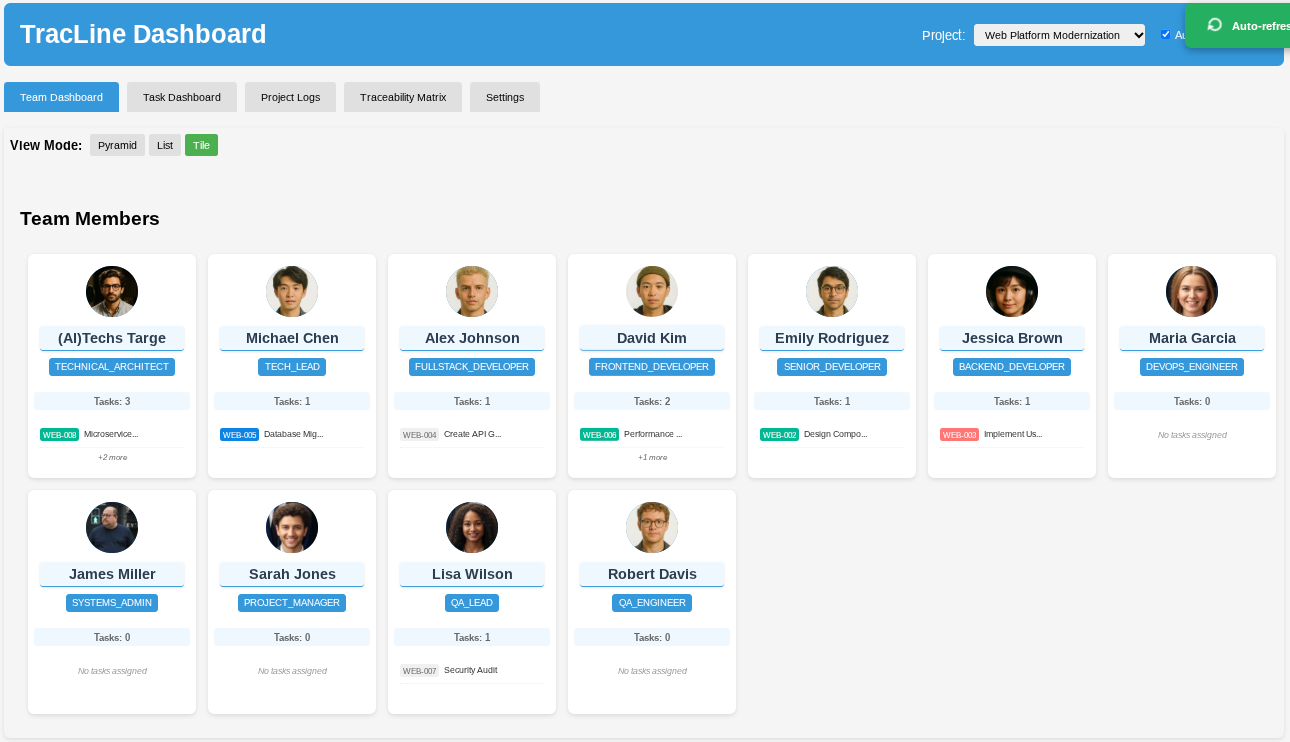 TracLine Dashboard
Project: Web Platform Modernization
Auto-refres
Team Dashboard Task Dashboard Project Logs Traceability Matrix Settings
View Mode: Pyramid List Tile
Team Members
(AI)Techs Targe
TECHNICAL_ARCHITECT
Tasks: 3
WEB-008 Microservice...
+2 more
Michael Chen
TECH_LEAD
Tasks: 1
WEB-005 Database Mig...
Alex Johnson
FULLSTACK_DEVELOPER
Tasks: 1
WEB-004 Create API G...
David Kim
FRONTEND_DEVELOPER
Tasks: 2
WEB-006 Performance ...
+1 more
Emily Rodriguez
SENIOR_DEVELOPER
Tasks: 1
WEB-002 Design Compo...
Jessica Brown
BACKEND_DEVELOPER
Tasks: 1
WEB-003 Implement Us...
Maria Garcia
DEVOPS_ENGINEER
Tasks: 0
No tasks assigned
James Miller
SYSTEMS_ADMIN
Tasks: 0
No tasks assigned
Sarah Jones
PROJECT_MANAGER
Tasks: 0
No tasks assigned
Lisa Wilson
QA_LEAD
Tasks: 1
WEB-007 Security Audit
Robert Davis
QA_ENGINEER
Tasks: 0
No tasks assigned